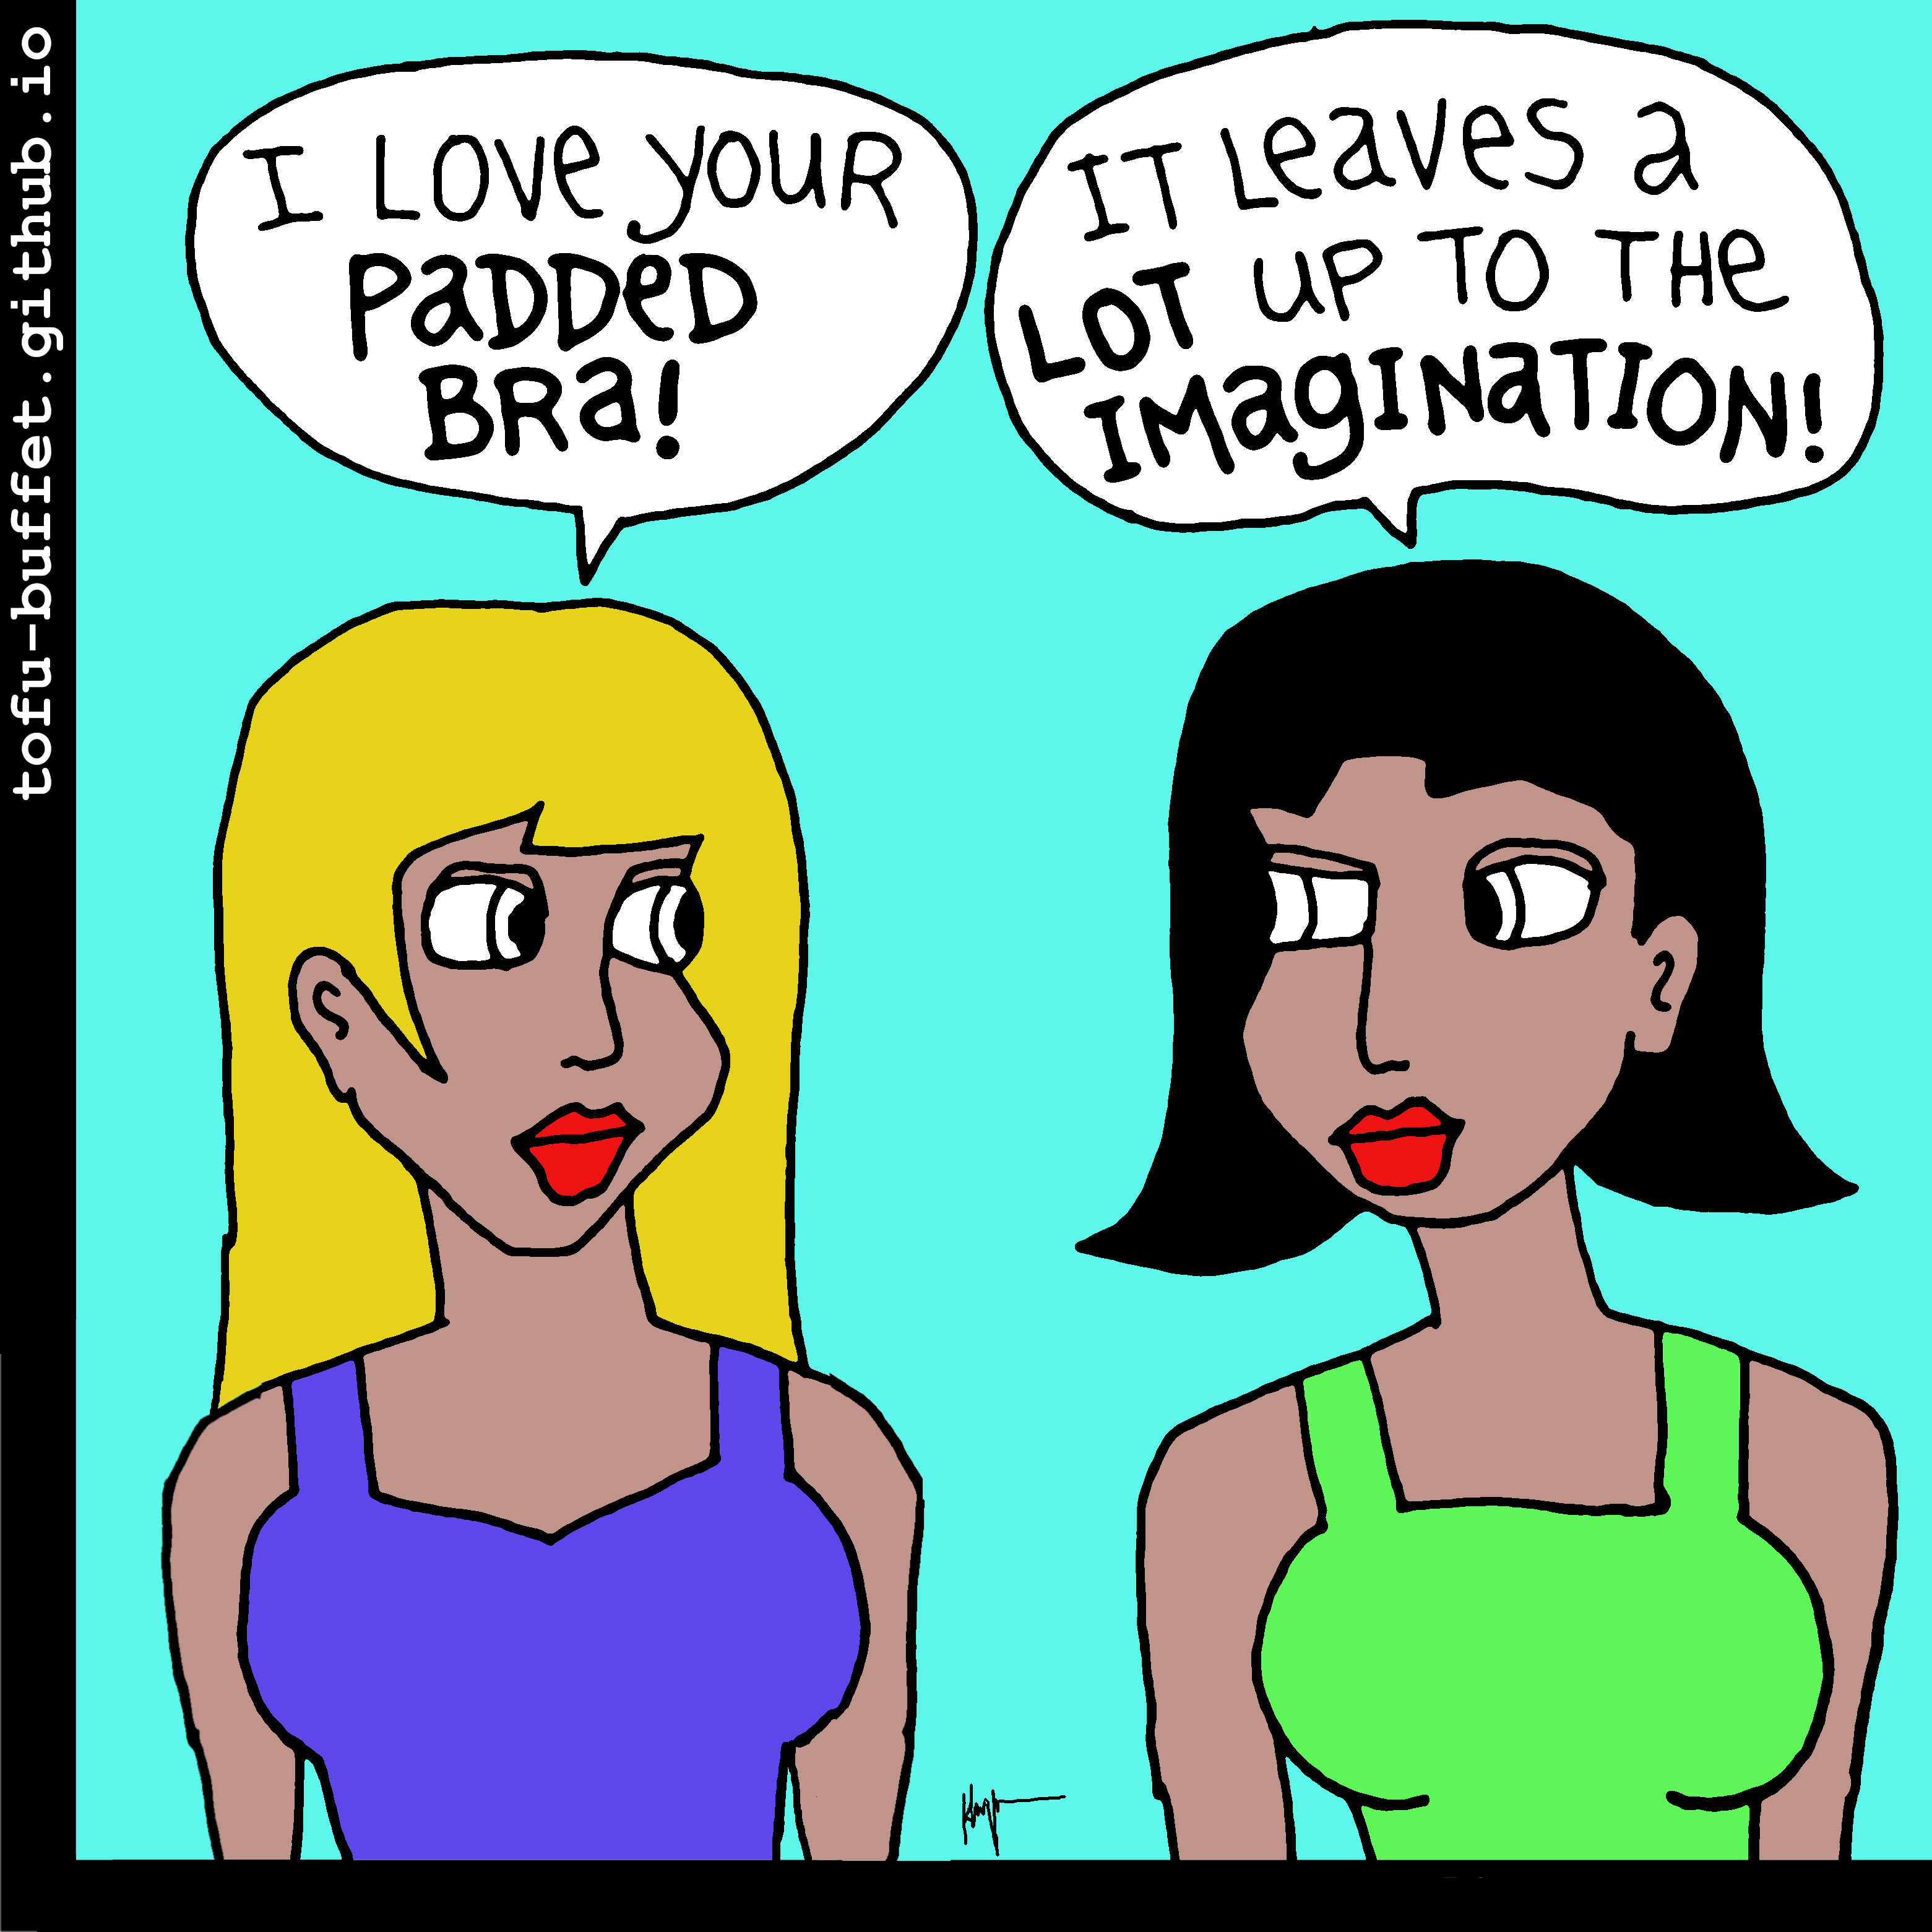 tofu-buffet.github.io
I LOVe YOUR
PaDDeD
BRa!
IT LeaVeS a
LOT UP TO THe
IMagINaTION!